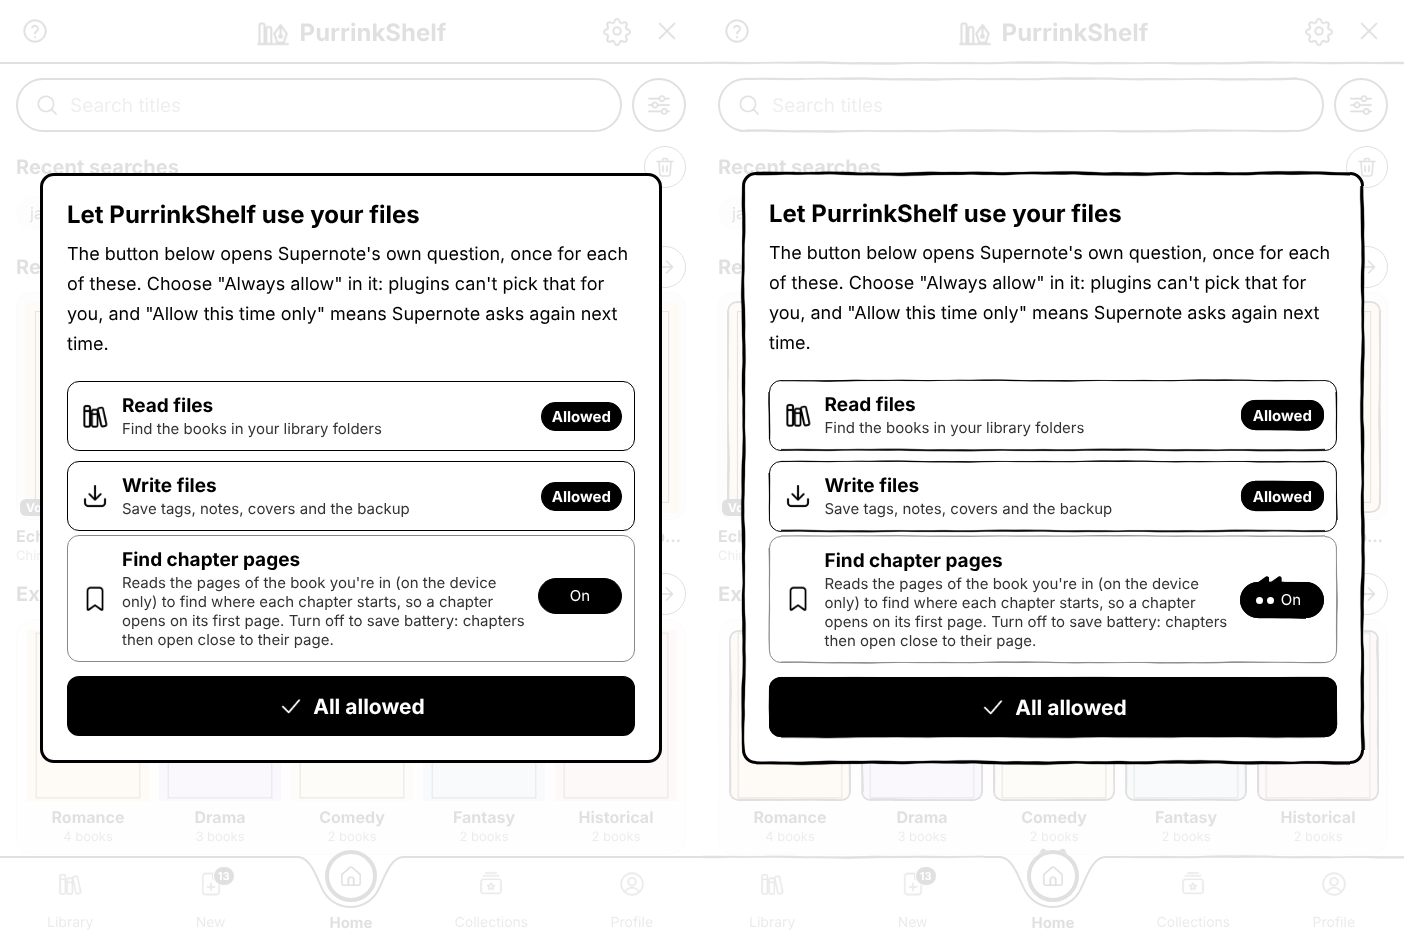 PurrinkShelf
Search titles
Recent searches
Let PurrinkShelf use your files
The button below opens Supernote's own question, once for each
of these. Choose "Always allow" in it: plugins can't pick that for
you, and "Allow this time only" means Supernote asks again next
time.
Read files
Find the books in your library folders
Allowed
Write files
Save tags, notes, covers and the backup
Allowed
Find chapter pages
Reads the pages of the book you're in (on the device
only) to find where each chapter starts, so a chapter
opens on its first page. Turn off to save battery: chapters
then open close to their page.
On
All allowed
Romance
4 books
Drama
3 books
Comedy
2 books
Fantasy
2 books
Historical
2 books
Library
13
New
Home
Collections
Profile
PurrinkShelf
Search titles
Recent searches
Let PurrinkShelf use your files
The button below opens Supernote's own question, once for each
of these. Choose "Always allow" in it: plugins can't pick that for
you, and "Allow this time only" means Supernote asks again next
time.
Read files
Find the books in your library folders
Allowed
Write files
Save tags, notes, covers and the backup
Allowed
Find chapter pages
Reads the pages of the book you're in (on the device
only) to find where each chapter starts, so a chapter
opens on its first page. Turn off to save battery: chapters
then open close to their page.
On
All allowed
Romance
4 books
Drama
3 books
Comedy
2 books
Fantasy
2 books
Historical
2 books
Library
13
New
Home
Collections
Profile